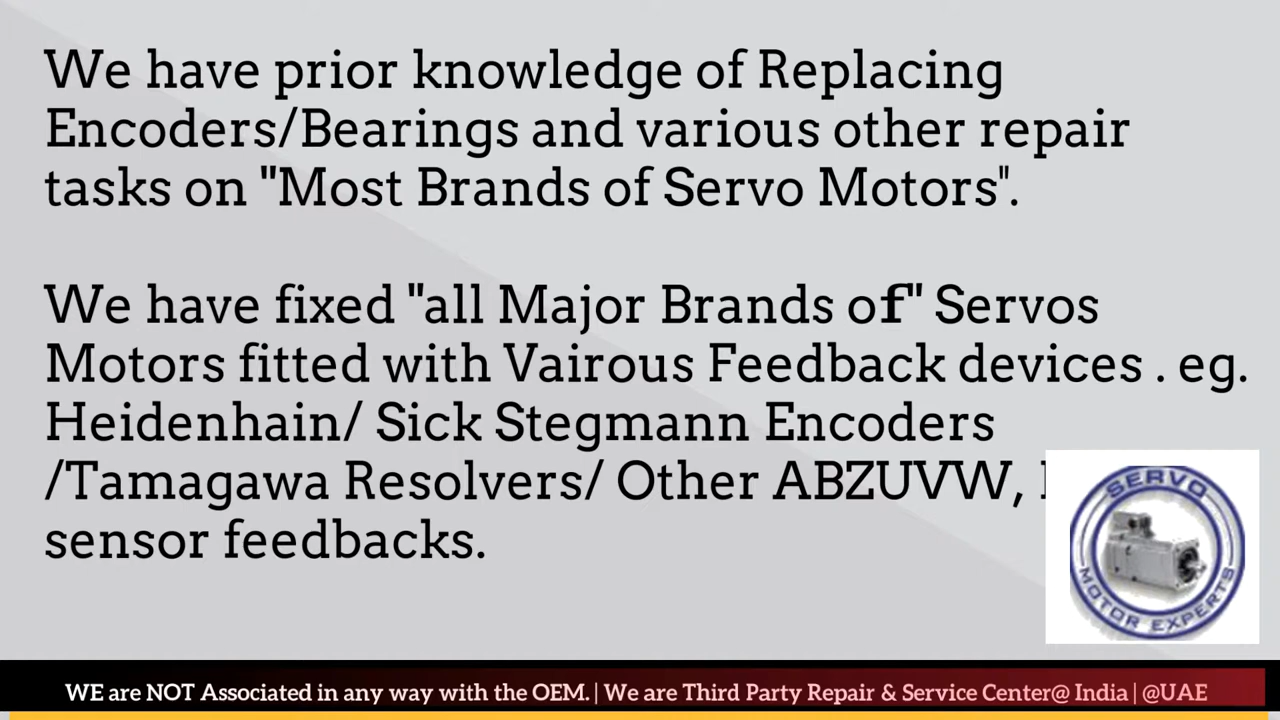 We have prior knowledge of Replacing
Encoders/Bearings and various other repair
tasks on "Most Brands of Servo Motors".
We have fixed "all Major Brands of" Servos
Motors fitted with Vairous Feedback devices . eg.
Heidenhain/ Sick Stegmann Encoders
/Tamagawa Resolvers/ Other ABZUVW,
sensor feedbacks.
SERVO
MOTOR EXPERTS
WE are NOT Associated in any way with the OEM. | We are Third Party Repair & Service Center@ India | @UAE